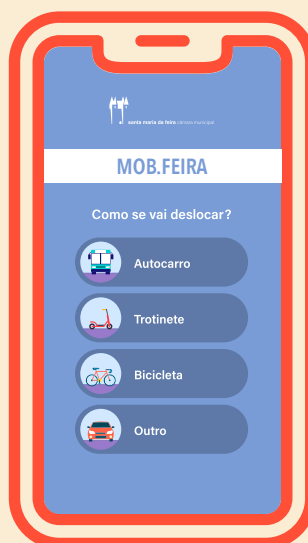 santa maria da feira câmara municipal
MOB.FEIRA
Como se vai deslocar?
Autocarro
Trotinete
Bicicleta
Outro